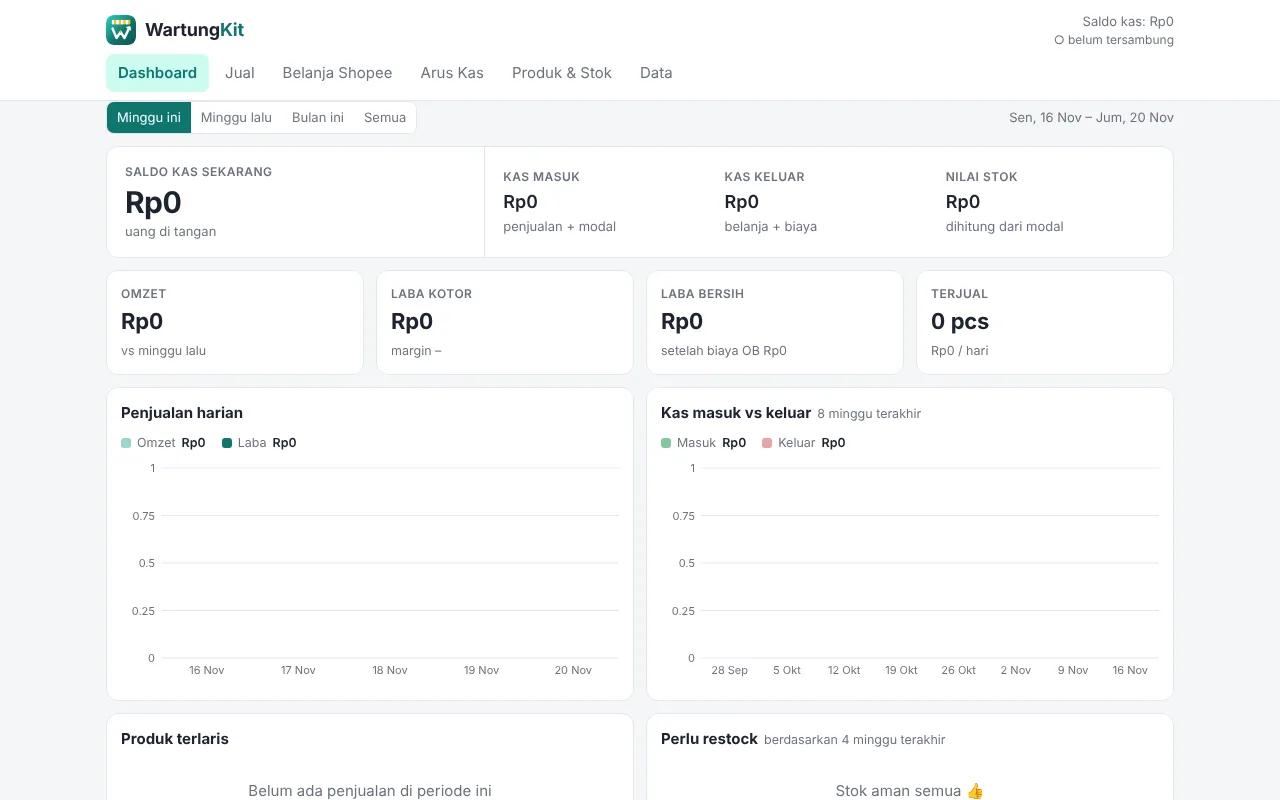 WartungKit
Saldo kas: Rp0
belum tersambung
Dashboard Jual Belanja Shopee Arus Kas Produk & Stok Data
Minggu ini Minggu lalu Bulan ini Semua
Sen, 16 Nov – Jum, 20 Nov
SALDO KAS SEKARANG
Rp0
uang di tangan
KAS MASUK
Rp0
penjualan + modal
KAS KELUAR
Rp0
belanja + biaya
NILAI STOK
Rp0
dihitung dari modal
OMZET
Rp0
vs minggu lalu
LABA KOTOR
Rp0
margin –
LABA BERSIH
Rp0
setelah biaya OB Rp0
TERJUAL
0 pcs
Rp0 / hari
Penjualan harian
Omzet Rp0 Laba Rp0
1
0.75
0.5
0.25
0
16 Nov 17 Nov 18 Nov 19 Nov 20 Nov
Kas masuk vs keluar 8 minggu terakhir
Masuk Rp0 Keluar Rp0
1
0.75
0.5
0.25
0
28 Sep 5 Okt 12 Okt 19 Okt 26 Okt 2 Nov 9 Nov 16 Nov
Produk terlaris
Belum ada penjualan di periode ini
Perlu restock berdasarkan 4 minggu terakhir
Stok aman semua 👍